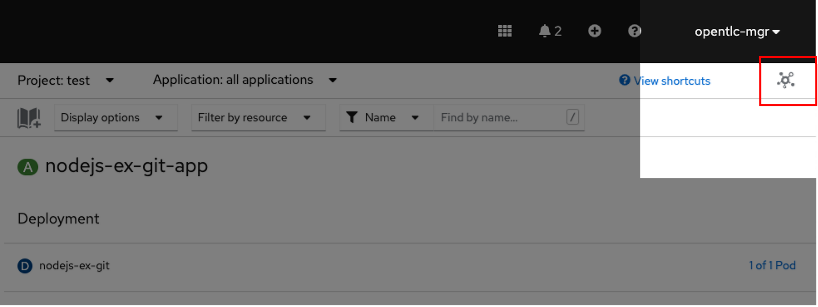 2
opentlc-mgr
Project: test
Application: all applications
? View shortcuts
Display options
Filter by resource
Name
Find by name...
/
A nodejs-ex-git-app
Deployment
D nodejs-ex-git
1 of 1 Pod